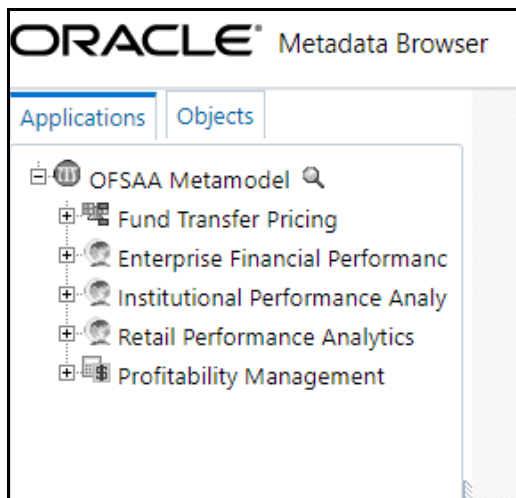 ORACLE® Metadata Browser
Applications Objects
OFSAA Metamodel
Fund Transfer Pricing
Enterprise Financial Performanc
Institutional Performance Analy
Retail Performance Analytics
Profitability Management